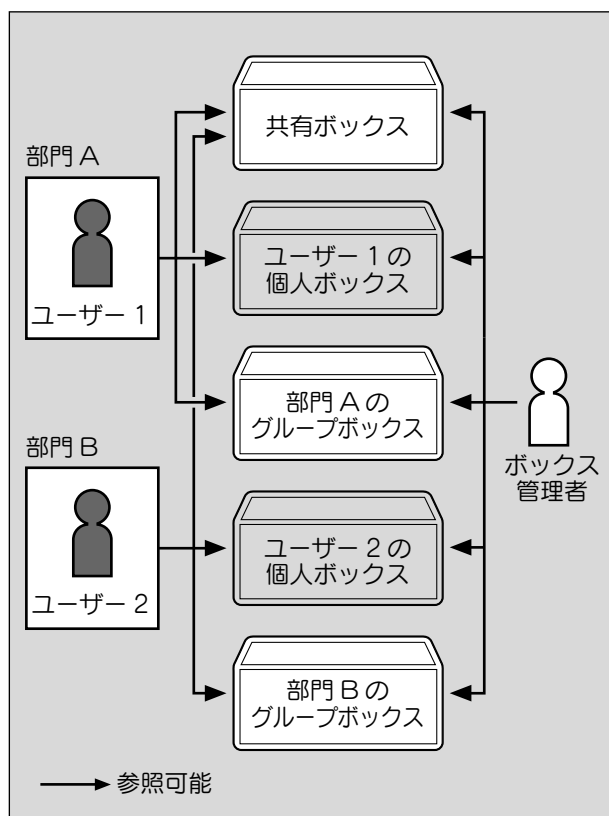 共有ボックス
部門 A
ユーザー 1
ユーザー 1 の
個人ボックス
部門 A の
グループボックス
ボックス
管理者
部門 B
ユーザー 2
ユーザー 2 の
個人ボックス
部門 B の
グループボックス
参照可能